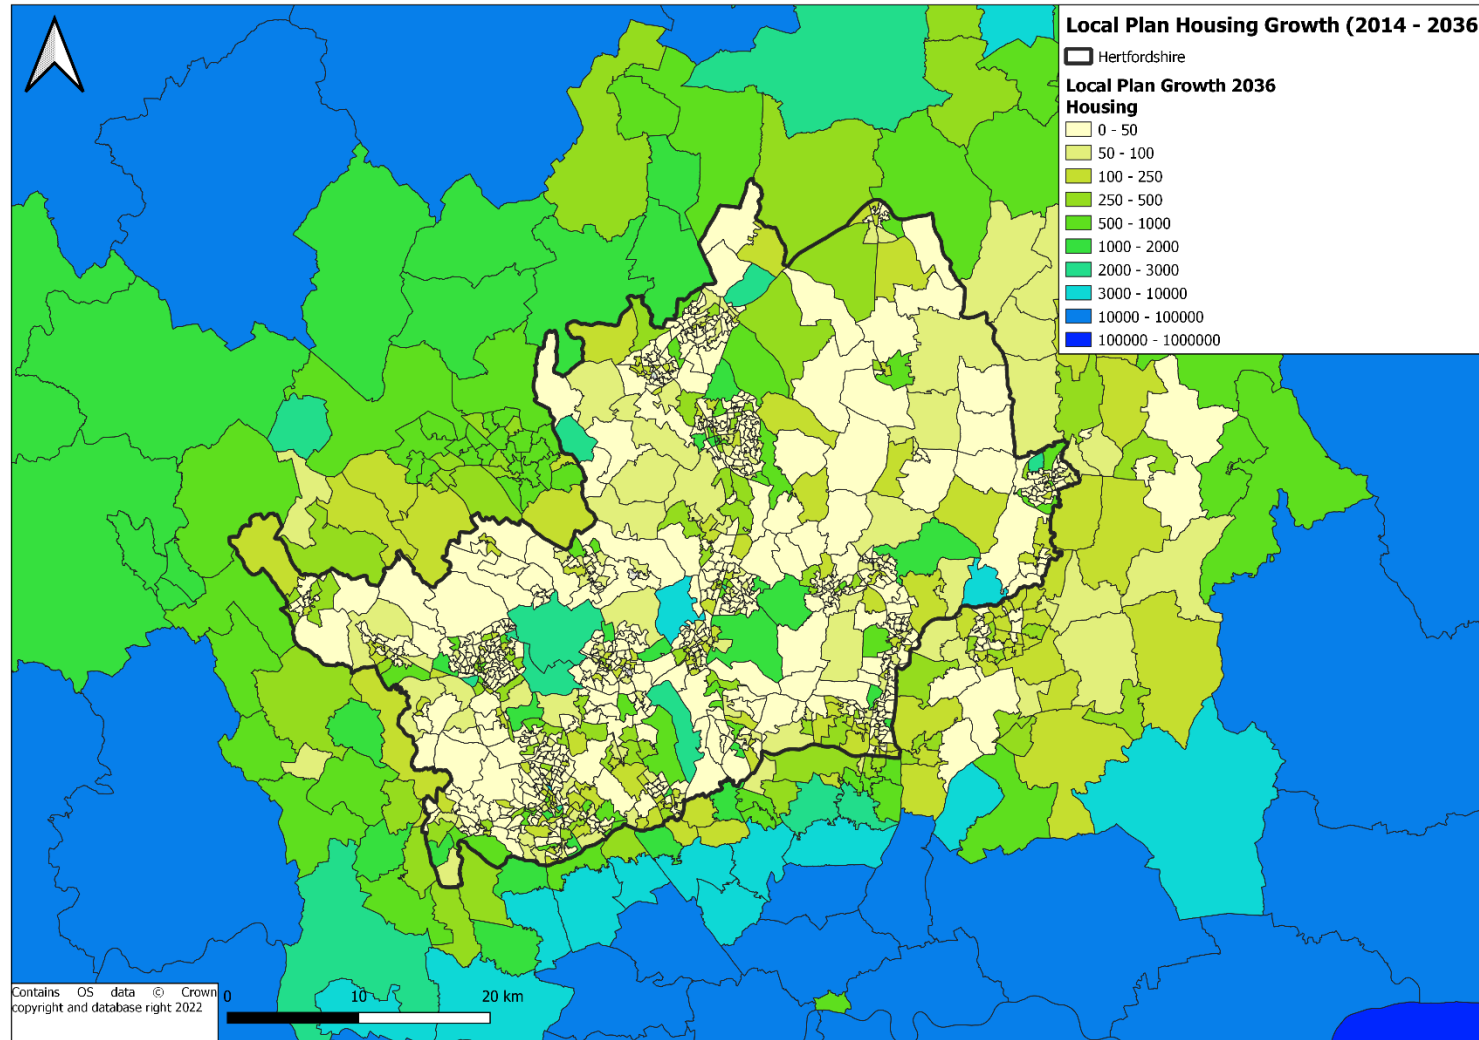 Local Plan Housing Growth (2014 - 2036
Hertfordshire
Local Plan Growth 2036
Housing
0 - 50
50 - 100
100 - 250
250 - 500
500 - 1000
1000 - 2000
2000 - 3000
3000 - 10000
10000 - 100000
100000 - 1000000
Contains OS data © Crown
copyright and database right 2022
0 10 20 km